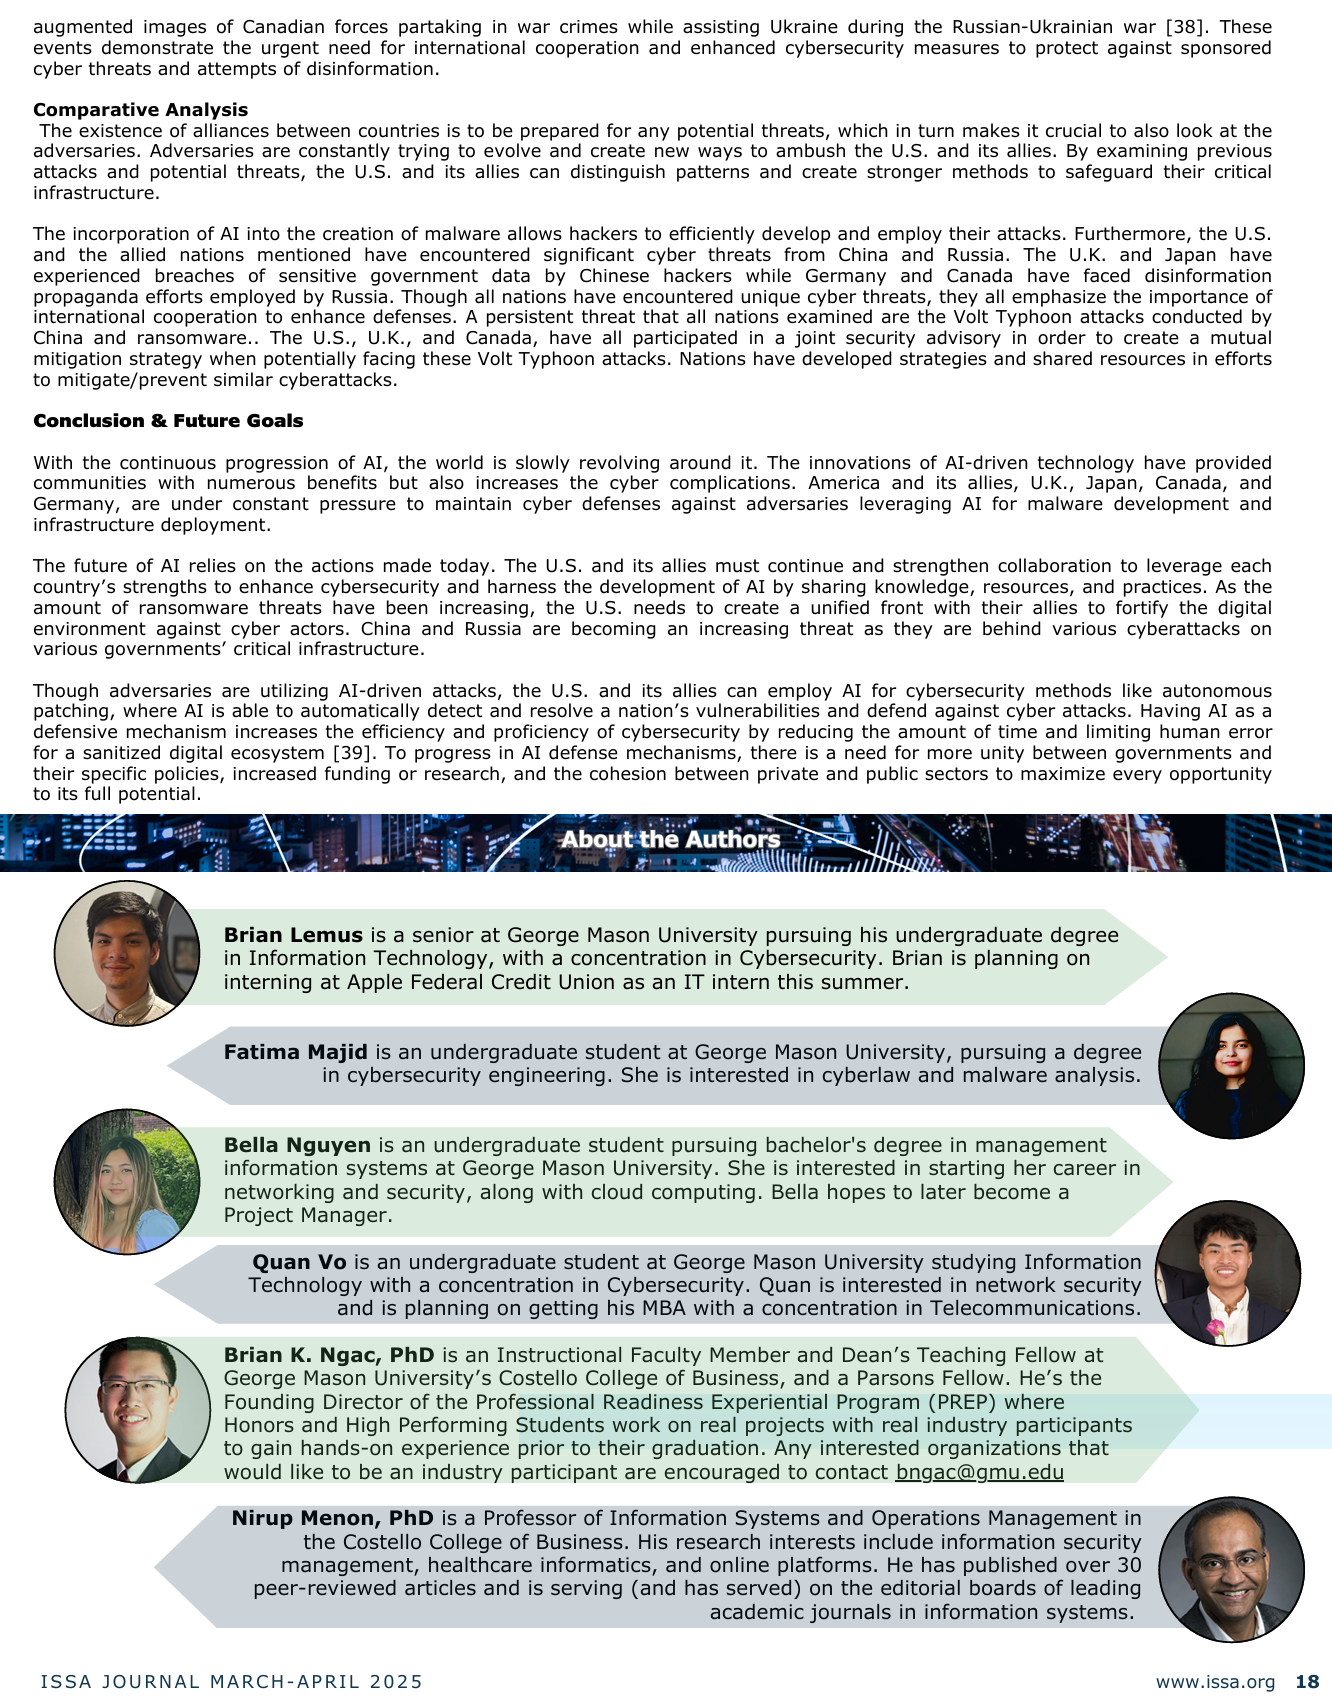 augmented images of Canadian forces partaking in war crimes while assisting Ukraine during the Russian-Ukrainian war [38]. These
events demonstrate the urgent need for international cooperation and enhanced cybersecurity measures to protect against sponsored
cyber threats and attempts of disinformation.
Comparative Analysis
The existence of alliances between countries is to be prepared for any potential threats, which in turn makes it crucial to also look at the
adversaries. Adversaries are constantly trying to evolve and create new ways to ambush the U.S. and its allies. By examining previous
attacks and potential threats, the U.S. and its allies can distinguish patterns and create stronger methods to safeguard their critical
infrastructure.
The incorporation of AI into the creation of malware allows hackers to efficiently develop and employ their attacks. Furthermore, the U.S.
and the allied nations mentioned have encountered significant cyber threats from China and Russia. The U.K. and Japan have
experienced breaches of sensitive government data by Chinese hackers while Germany and Canada have faced disinformation
propaganda efforts employed by Russia. Though all nations have encountered unique cyber threats, they all emphasize the importance of
international cooperation to enhance defenses. A persistent threat that all nations examined are the Volt Typhoon attacks conducted by
China and ransomware.. The U.S., U.K., and Canada, have all participated in a joint security advisory in order to create a mutual
mitigation strategy when potentially facing these Volt Typhoon attacks. Nations have developed strategies and shared resources in efforts
to mitigate/prevent similar cyberattacks.
Conclusion & Future Goals
With the continuous progression of AI, the world is slowly revolving around it. The innovations of AI-driven technology have provided
communities with numerous benefits but also increases the cyber complications. America and its allies, U.K., Japan, Canada, and
Germany, are under constant pressure to maintain cyber defenses against adversaries leveraging AI for malware development and
infrastructure deployment.
The future of AI relies on the actions made today. The U.S. and its allies must continue and strengthen collaboration to leverage each
country’s strengths to enhance cybersecurity and harness the development of AI by sharing knowledge, resources, and practices. As the
amount of ransomware threats have been increasing, the U.S. needs to create a unified front with their allies to fortify the digital
environment against cyber actors. China and Russia are becoming an increasing threat as they are behind various cyberattacks on
various governments’ critical infrastructure.
Though adversaries are utilizing AI-driven attacks, the U.S. and its allies can employ AI for cybersecurity methods like autonomous
patching, where AI is able to automatically detect and resolve a nation’s vulnerabilities and defend against cyber attacks. Having AI as a
defensive mechanism increases the efficiency and proficiency of cybersecurity by reducing the amount of time and limiting human error
for a sanitized digital ecosystem [39]. To progress in AI defense mechanisms, there is a need for more unity between governments and
their specific policies, increased funding or research, and the cohesion between private and public sectors to maximize every opportunity
to its full potential.
About the Authors
Brian Lemus is a senior at George Mason University pursuing his undergraduate degree
in Information Technology, with a concentration in Cybersecurity. Brian is planning on
interning at Apple Federal Credit Union as an IT intern this summer.
Fatima Majid is an undergraduate student at George Mason University, pursuing a degree
in cybersecurity engineering. She is interested in cyberlaw and malware analysis.
Bella Nguyen is an undergraduate student pursuing bachelor's degree in management
information systems at George Mason University. She is interested in starting her career in
networking and security, along with cloud computing. Bella hopes to later become a
Project Manager.
Quan Vo is an undergraduate student at George Mason University studying Information
Technology with a concentration in Cybersecurity. Quan is interested in network security
and is planning on getting his MBA with a concentration in Telecommunications.
Brian K. Ngac, PhD is an Instructional Faculty Member and Dean’s Teaching Fellow at
George Mason University’s Costello College of Business, and a Parsons Fellow. He’s the
Founding Director of the Professional Readiness Experiential Program (PREP) where
Honors and High Performing Students work on real projects with real industry participants
to gain hands-on experience prior to their graduation. Any interested organizations that
would like to be an industry participant are encouraged to contact bngac@gmu.edu
Nirup Menon, PhD is a Professor of Information Systems and Operations Management in
the Costello College of Business. His research interests include information security
management, healthcare informatics, and online platforms. He has published over 30
peer-reviewed articles and is serving (and has served) on the editorial boards of leading
academic journals in information systems.
ISSA JOURNAL MARCH-APRIL 2025
www.issa.org 18